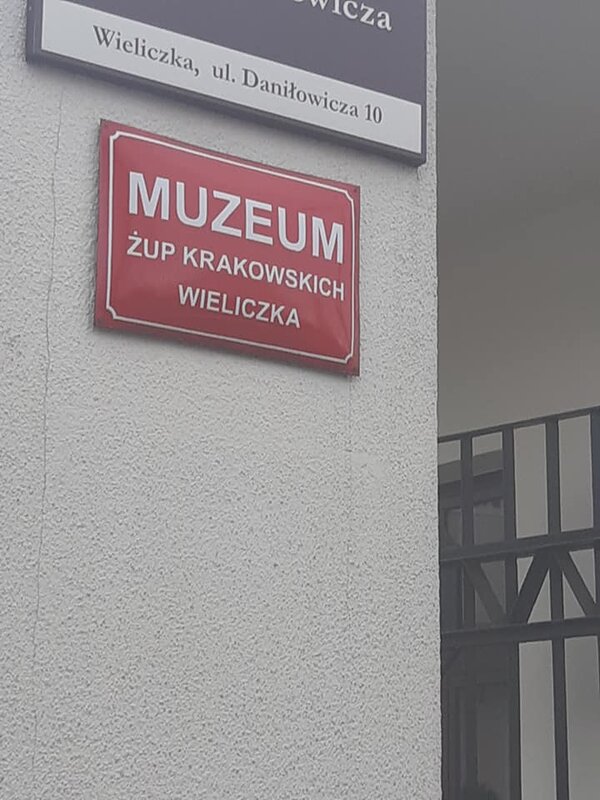 Wieliczka, ul. Daniłowicza 10
MUZEUM
ŻUP KRAKOWSKICH
WIELICZKA